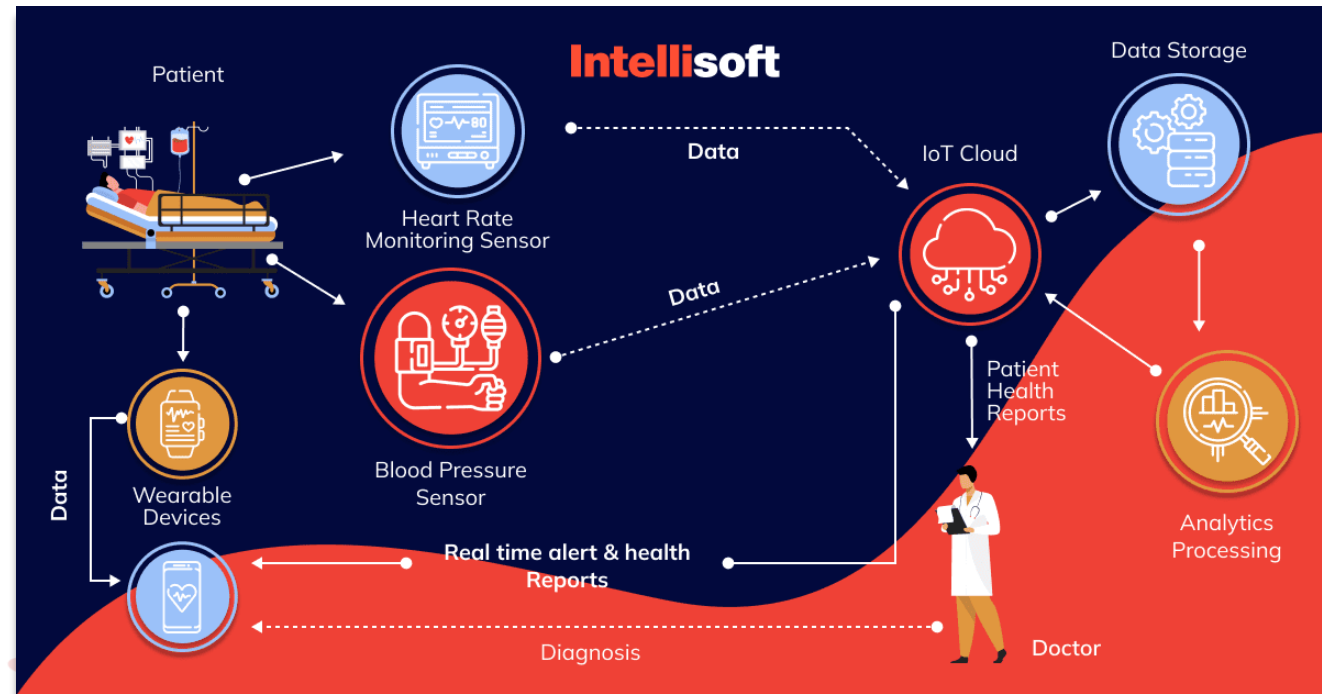 Intellisoft
Patient
Data Storage
80
Data
IoT Cloud
Heart Rate
Monitoring Sensor
Data
Patient
Health
Reports
Data
Wearable
Devices
Blood Pressure
Sensor
Analytics
Processing
Real time alert & health
Reports
Diagnosis
Doctor